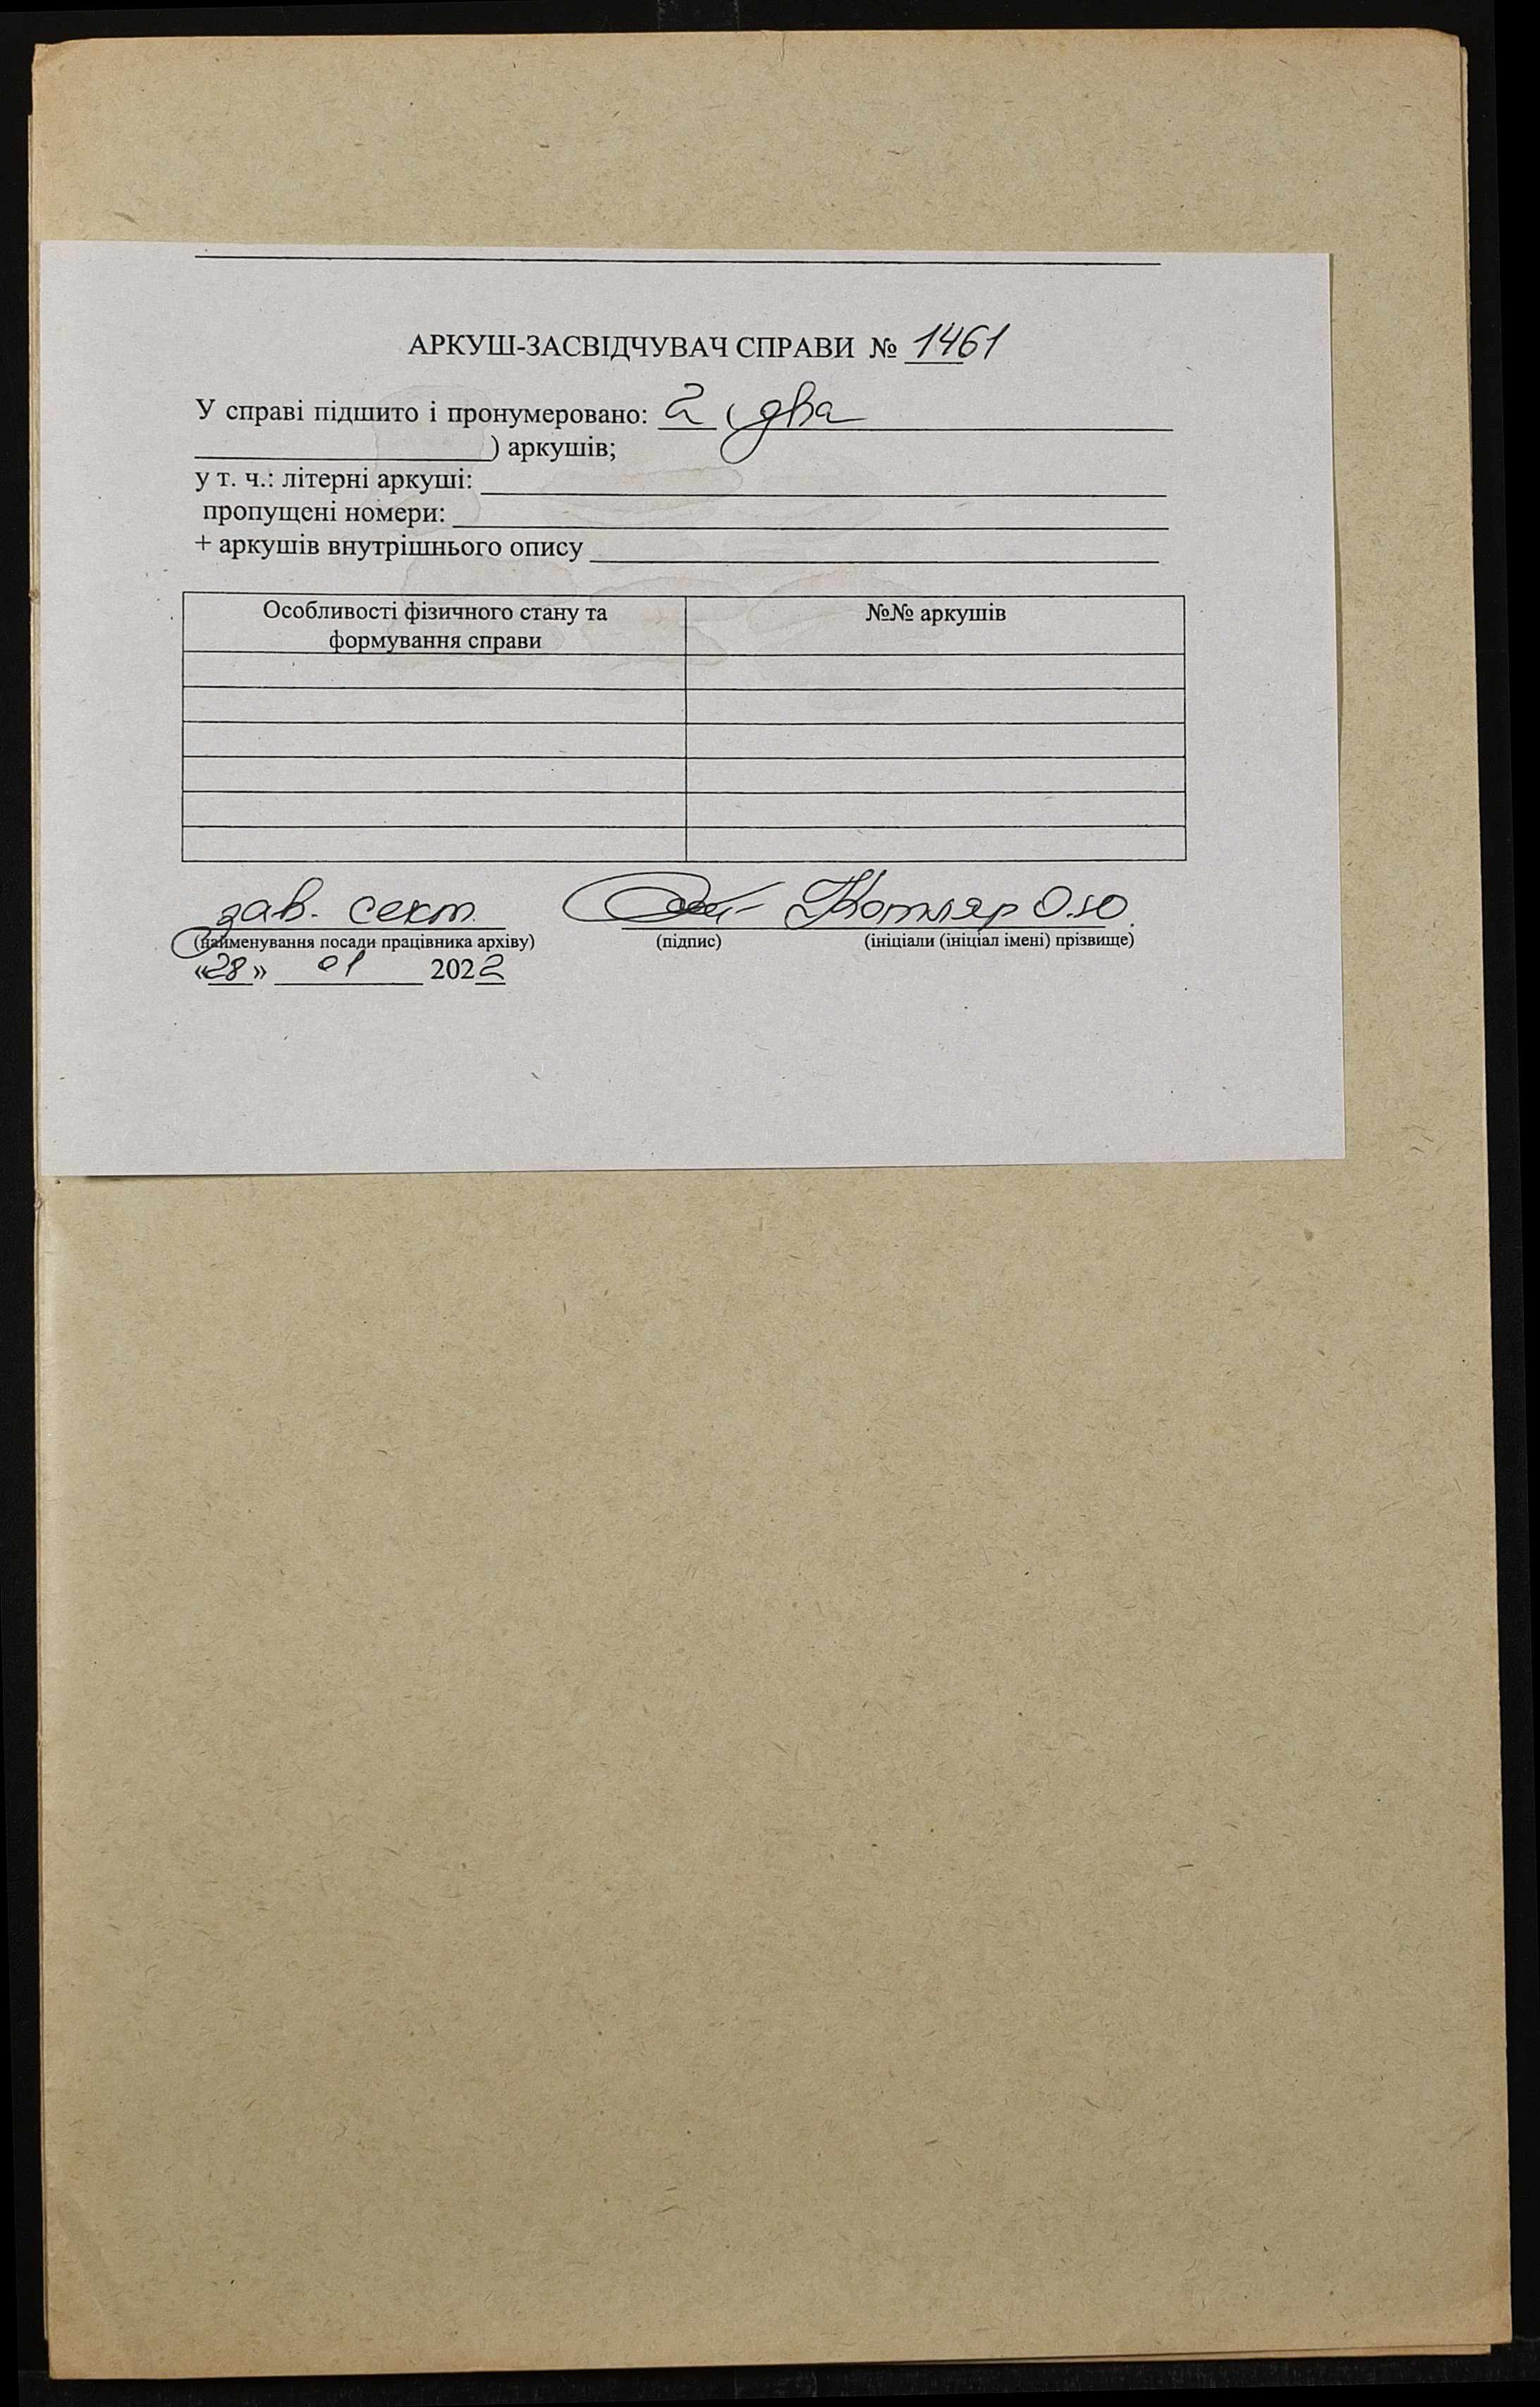 АРКУШ-ЗАСВІДЧУВАЧ СПРАВИ № 1461
У справі підшито і пронумеровано: 2 (два
) аркушів;
у т. ч.: літерні аркуші:
пропущені номери:
+ аркушів внутрішнього опису
Особливості фізичного стану та
формування справи
№№ аркушів
зав. сект. Котляр О.Ю.
(найменування посади працівника архіву) (підпис) (ініціали (ініціал імені) прізвище)
«28» 01 2022